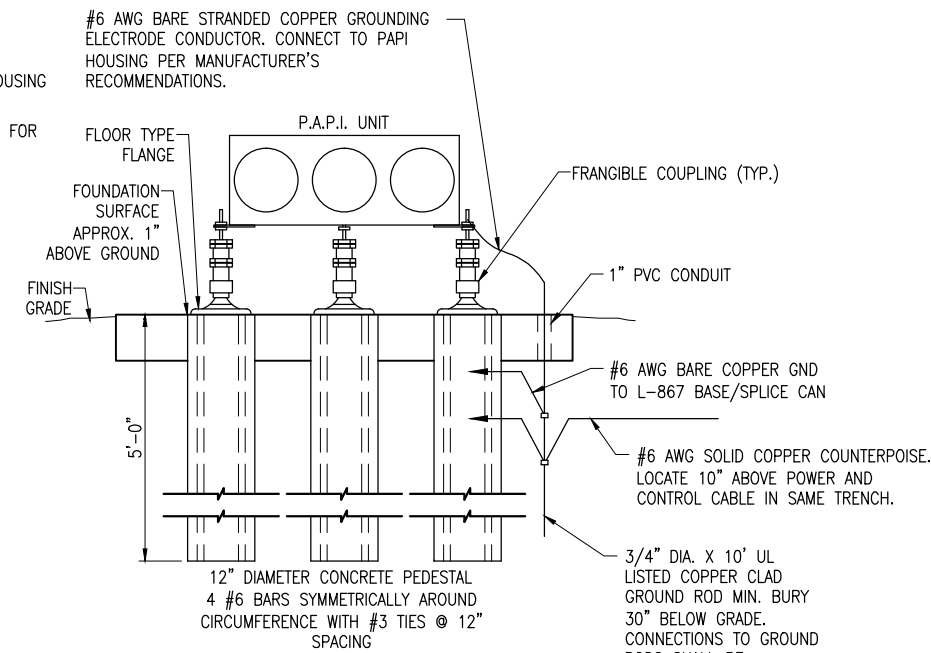 #6 AWG BARE STRANDED COPPER GROUNDING
ELECTRODE CONDUCTOR. CONNECT TO PAPI
HOUSING PER MANUFACTURER'S
RECOMMENDATIONS.
FOR
P.A.P.I. UNIT
FLOOR TYPE
FLANGE
FRANGIBLE COUPLING (TYP.)
FOUNDATION
SURFACE
APPROX. 1"
ABOVE GROUND
1" PVC CONDUIT
FINISH
GRADE
#6 AWG BARE COPPER GND
TO L-867 BASE/SPLICE CAN
5'-0"
#6 AWG SOLID COPPER COUNTERPOISE.
LOCATE 10" ABOVE POWER AND
CONTROL CABLE IN SAME TRENCH.
12" DIAMETER CONCRETE PEDESTAL
4 #6 BARS SYMMETRICALLY AROUND
CIRCUMFERENCE WITH #3 TIES @ 12"
SPACING
3/4" DIA. X 10' UL
LISTED COPPER CLAD
GROUND ROD MIN. BURY
30" BELOW GRADE.
CONNECTIONS TO GROUND